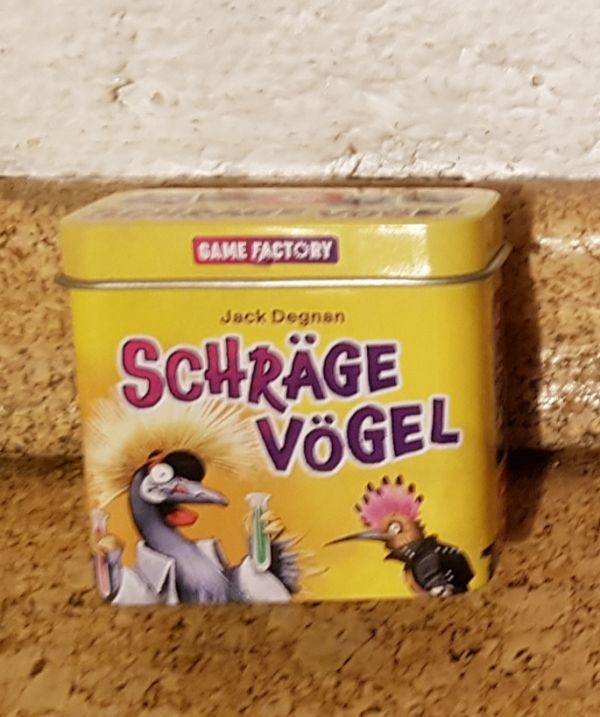 GAME FACTORY
Jack Degnan
SCHRÄGE
VÖGEL